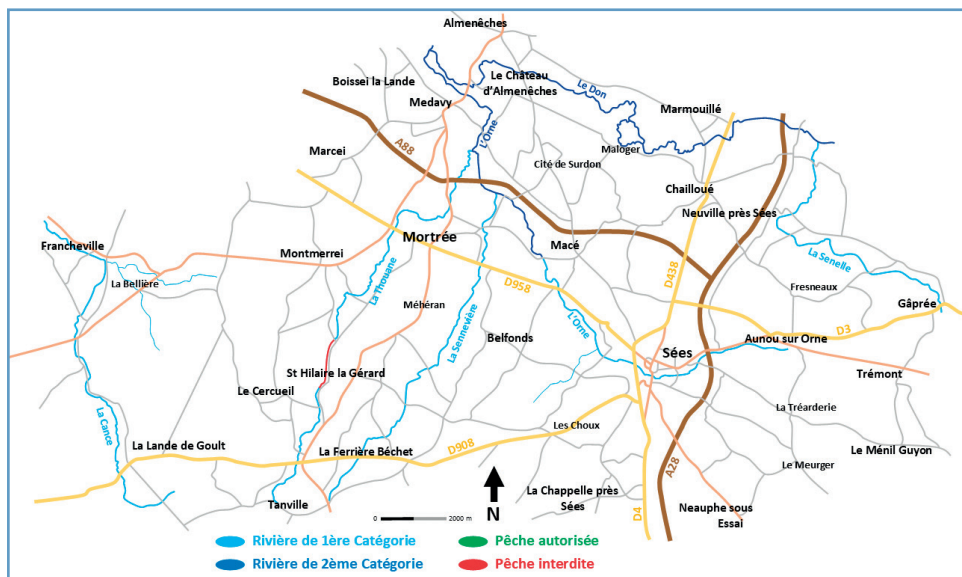 Almenêches
Boissei la Lande
Le Château
d'Almenêches
Le Don
Medavy
Marmouillé
L'Orne
A88
Marcei
Maloger
Cité de Surdon
Chailloué
Neuville près Sées
Francheville
Mortrée
Macé
Montmerrei
La Senelle
La Bellière
La Thouane
D958
D438
Fresneaux
Méhéran
La Sennevière
Gâprée
L'Orne
Belfonds
D3
Aunou sur Orne
Sées
St Hilaire la Gérard
Trémont
Le Cercueil
La Cance
La Tréarderie
Les Choux
La Lande de Goult
La Ferrière Béchet
D908
Le Ménil Guyon
Le Meurger
A28
La Chappelle près
Sées
Tanville
D4
Neauphe sous
Essai
0 2000 m
N
Rivière de 1ère Catégorie
Pêche autorisée
Rivière de 2ème Catégorie
Pêche interdite